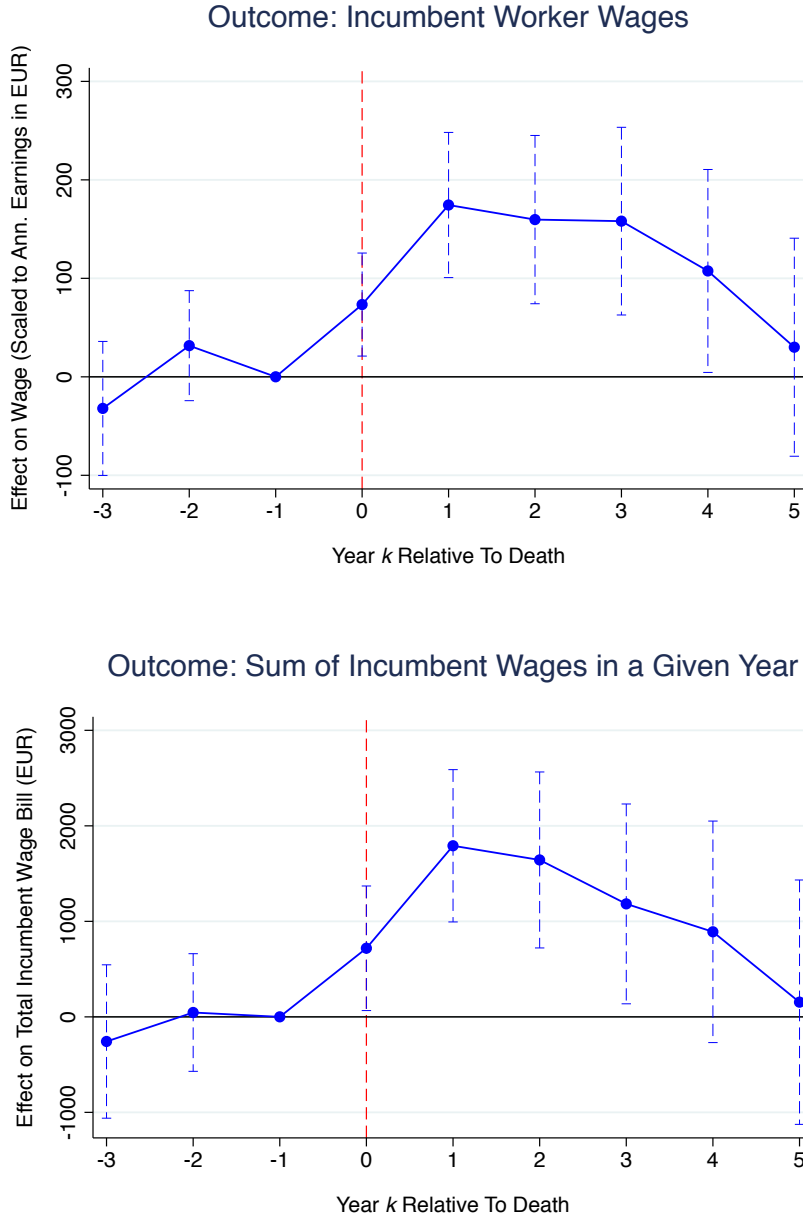 Outcome: Incumbent Worker Wages
Effect on Wage (Scaled to Ann. Earnings in EUR)
300
200
100
0
-100
-3 -2 -1 0 1 2 3 4 5
Year k Relative To Death
Outcome: Sum of Incumbent Wages in a Given Year
Effect on Total Incumbent Wage Bill (EUR)
3000
2000
1000
0
-1000
-3 -2 -1 0 1 2 3 4 5
Year k Relative To Death